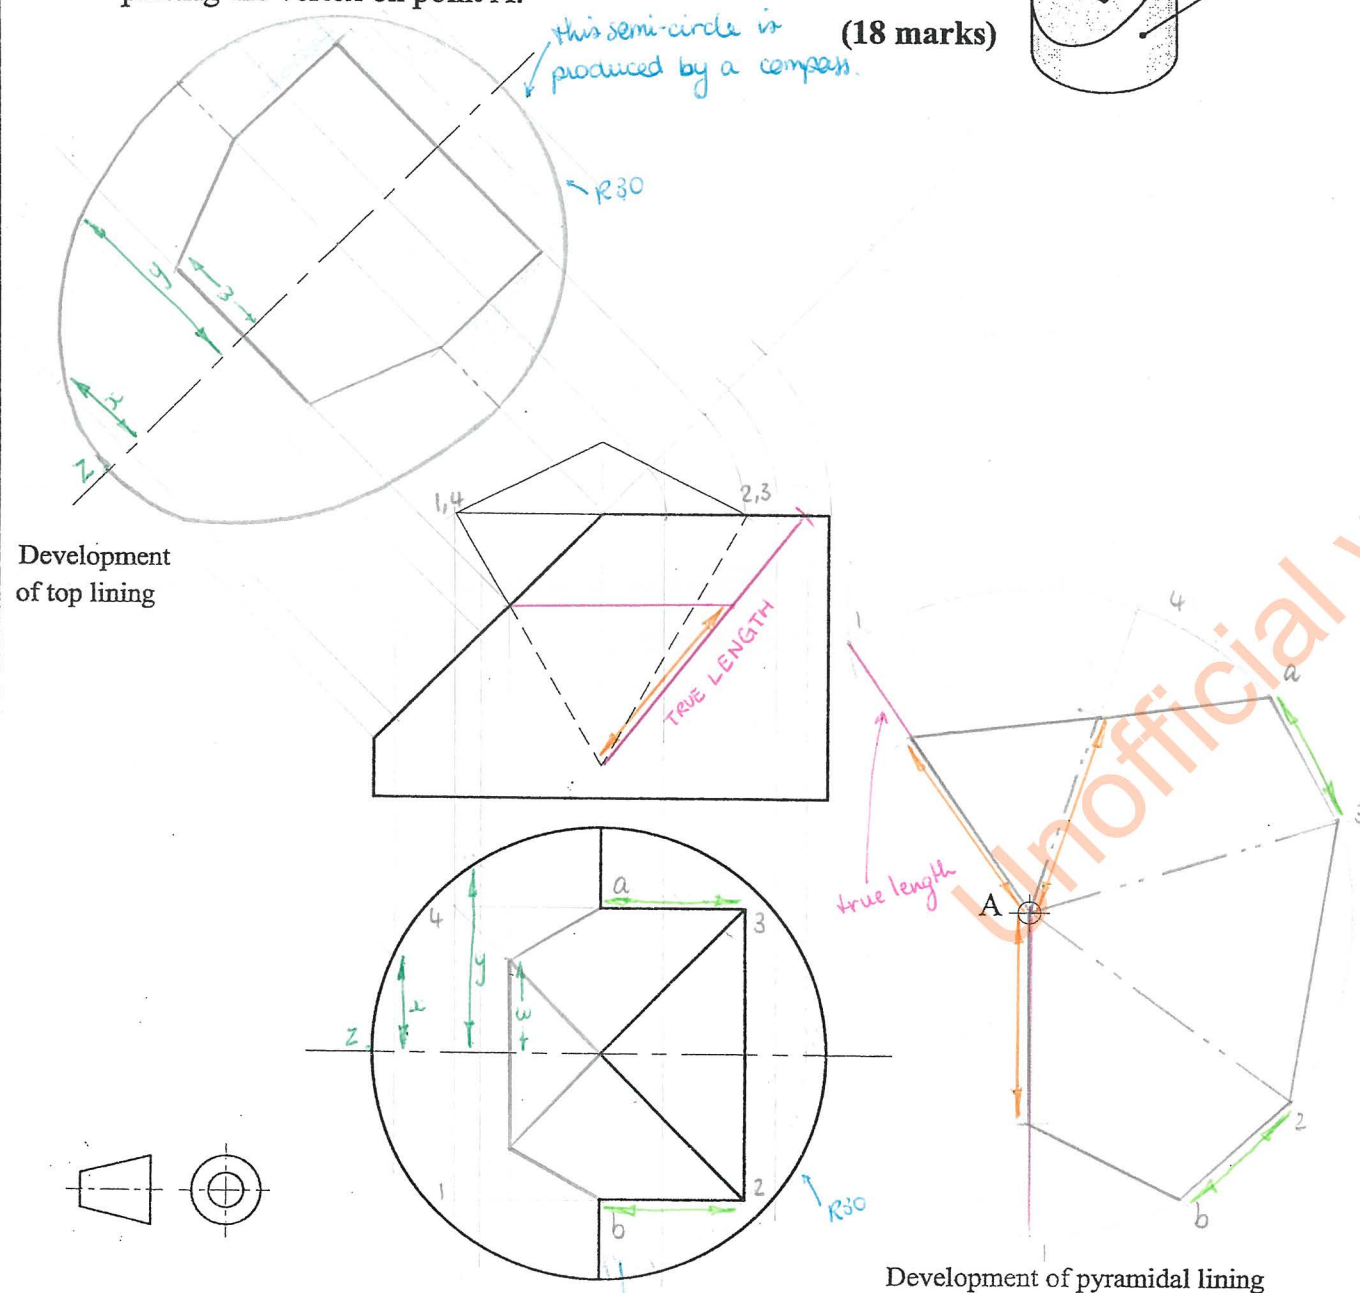 (18 marks)
this semi-circle is
produced by a compass.
R30
y
3
x
Z
1,4
2,3
Development
of top lining
TRUE LENGTH
1
4
a
3
true length
A
Unofficial
a
4
3
y
x
w
Z
1
2
b
R30
2
b
1
Development of pyramidal lining